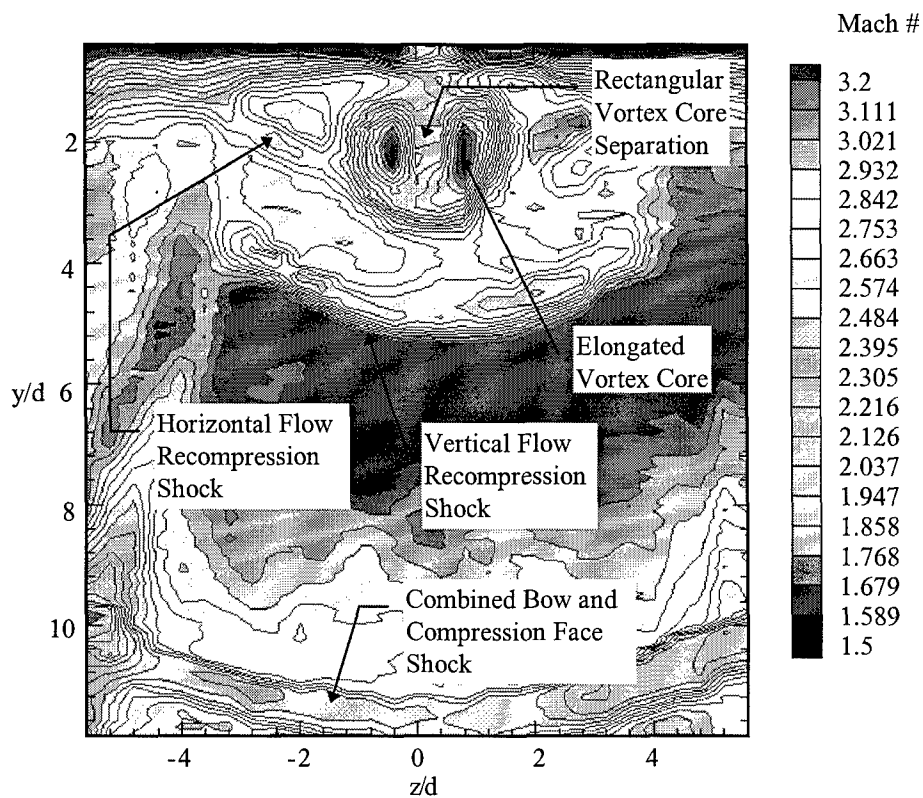 Mach #
3.2
3.111
3.021
2.932
2.842
2.753
2.663
2.574
2.484
2.395
2.305
2.216
2.126
2.037
1.947
1.858
1.768
1.679
1.589
1.5
Rectangular
Vortex Core
Separation
Elongated
Vortex Core
Horizontal Flow
Recompression
Shock
Vertical Flow
Recompression
Shock
Combined Bow and
Compression Face
Shock
2
4
y/d 6
8
10
-4 -2 0 2 4
z/d